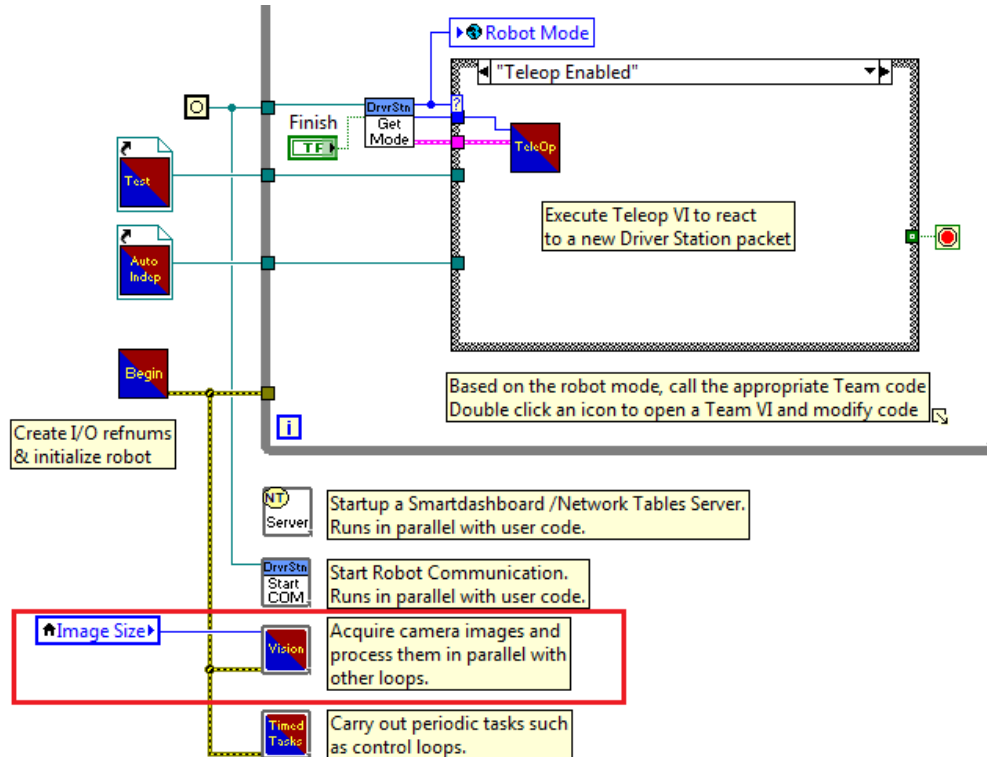 Robot Mode
"Teleop Enabled"
DrvrStn
Get
Mode
?
Finish
TF
TeleOp
Test
Execute Teleop VI to react
to a new Driver Station packet
Auto
Indep
Begin
Based on the robot mode, call the appropriate Team code
Double click an icon to open a Team VI and modify code
i
Create I/O refnums
& initialize robot
NT
Server
Startup a Smartdashboard /Network Tables Server.
Runs in parallel with user code.
DrvrStn
Start
COM
Start Robot Communication.
Runs in parallel with user code.
Image Size
Vision
Acquire camera images and
process them in parallel with
other loops.
Timed
Tasks
Carry out periodic tasks such
as control loops.